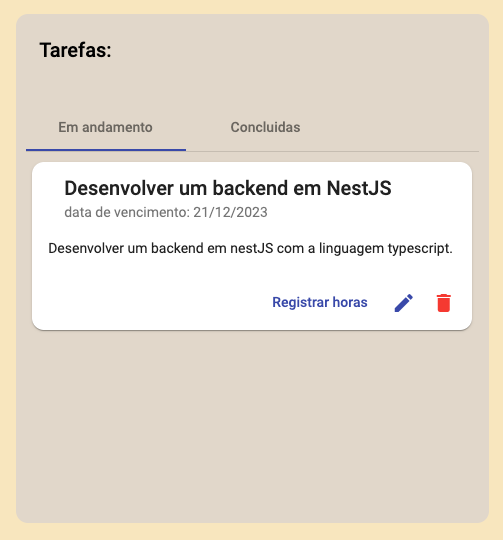 Tarefas:
Em andamento
Concluidas
Desenvolver um backend em NestJS
data de vencimento: 21/12/2023
Desenvolver um backend em nestJS com a linguagem typescript.
Registrar horas